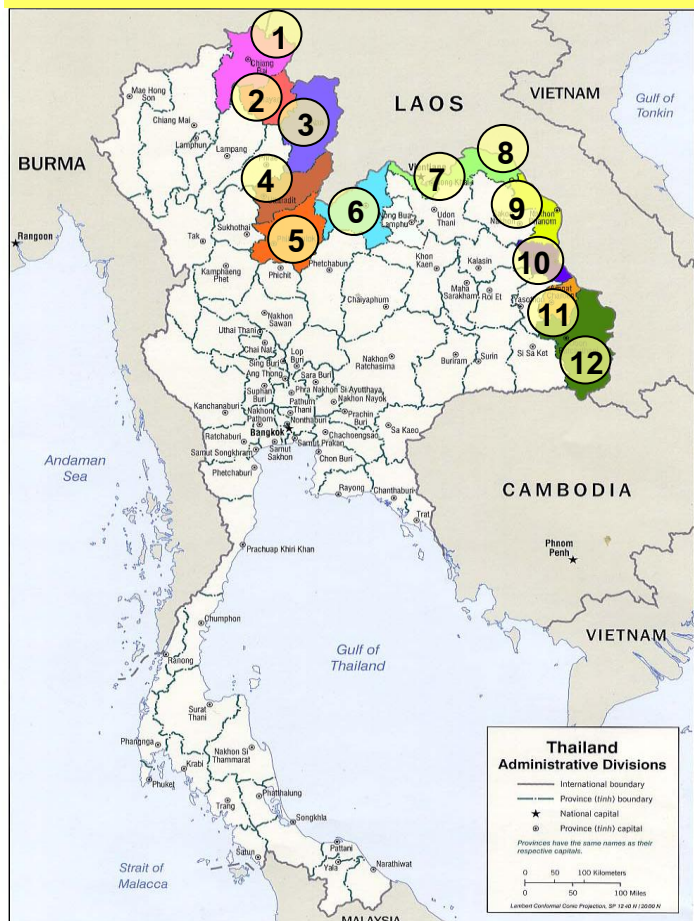 1
Chiang
Rai
2
3
LAOS
VIETNAM
Gulf of
Tonkin
Mae Hong
Son
Chiang Mai
Lamphun
Lampang
BURMA
4
5
6
7
8
9
10
11
12
Rangoon
Sukhothai
Tak
Kamphaeng
Phet
Phichit
Phetchabun
Udon
Thani
Lamphu
Khon
Kaen
Kalasin
Maha
Sarakham
Roi Et
Chaiyaphum
Nakhon
Sawan
Uthai Thani
Chai Nat
Sing Buri
Lop
Buri
Ang Thong
Sara Buri
Suphan
Buri
Phra Nakhon Si Ayutthaya
Pathum
Thani
Nakhon Nayok
Nakhon
Ratchasima
Buriram
Surin
Si Sa Ket
Kanchanaburi
Nakhon
Pathom
Nonthaburi
Prachin
Buri
Bangkok
Chachoengsao
Sa Kaeo
Ratchaburi
Samut Prakan
Samut Songkhram
Samut
Sakhon
Chon Buri
Phetchaburi
Rayong
Chanthaburi
Trat
Andaman
Sea
CAMBODIA
Phnom
Penh
Prachuap Khiri Khan
Chumphon
VIETNAM
Ranong
Gulf of
Thailand
Surat
Thani
Phangnga
Nakhon Si
Thammarat
Krabi
Phuket
Phatthalung
Trang
Songkhla
Satun
Pattani
Yala
Narathiwat
Strait of
Malacca
MALAYSIA
Thailand
Administrative Divisions
International boundary
Province (tinh) boundary
National capital
Province (tinh) capital
Provinces have the same names as their
respective capitals.
0 50 100 Kilometers
0 50 100 Miles